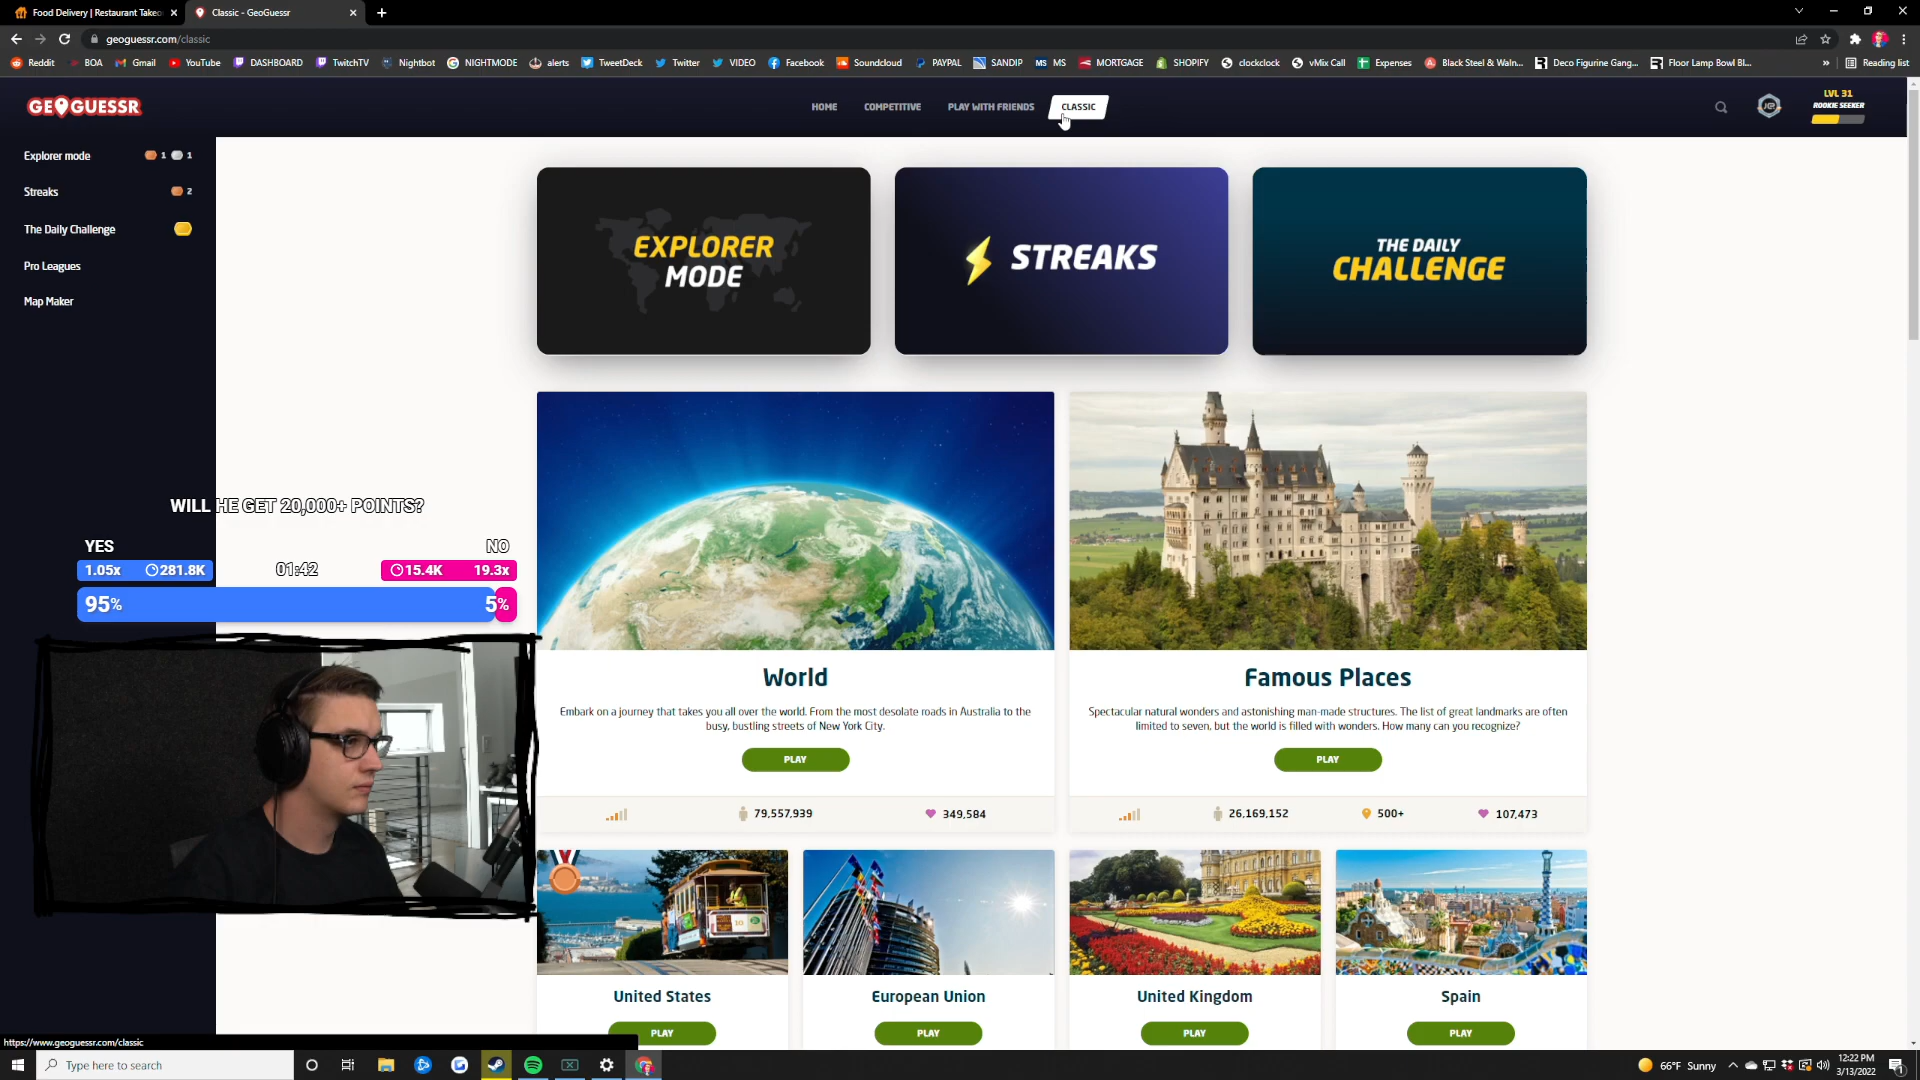 Food Delivery | Restaurant Takeo
Classic - GeoGuessr
geoguessr.com/classic
Reddit
BOA
Gmail
YouTube
DASHBOARD
TwitchTV
Nightbot
NIGHTMODE
alerts
TweetDeck
Twitter
VIDEO
Facebook
Soundcloud
PAYPAL
SANDIP
MS MS
MORTGAGE
SHOPIFY
clockclock
vMix Call
Expenses
Black Steel & Waln...
Deco Figurine Gang...
Floor Lamp Bowl Bl...
»
Reading list
GEOGUESSR
HOME
COMPETITIVE
PLAY WITH FRIENDS
CLASSIC
LVL 31
ROOKIE SEEKER
Explorer mode 1 1
Streaks 2
The Daily Challenge
Pro Leagues
Map Maker
EXPLORER
MODE
STREAKS
THE DAILY
CHALLENGE
WILL HE GET 20,000+ POINTS?
YES NO
1.05x 281.8K 01:42 15.4K 19.3x
95% 5%
World
Embark on a journey that takes you all over the world. From the most desolate roads in Australia to the
busy, bustling streets of New York City.
PLAY
79,557,939 349,584
Famous Places
Spectacular natural wonders and astonishing man-made structures. The list of great landmarks are often
limited to seven, but the world is filled with wonders. How many can you recognize?
PLAY
26,169,152 500+ 107,473
United States
PLAY
European Union
PLAY
United Kingdom
PLAY
Spain
PLAY
https://www.geoguessr.com/classic
Type here to search
66°F Sunny
12:22 PM
3/13/2022